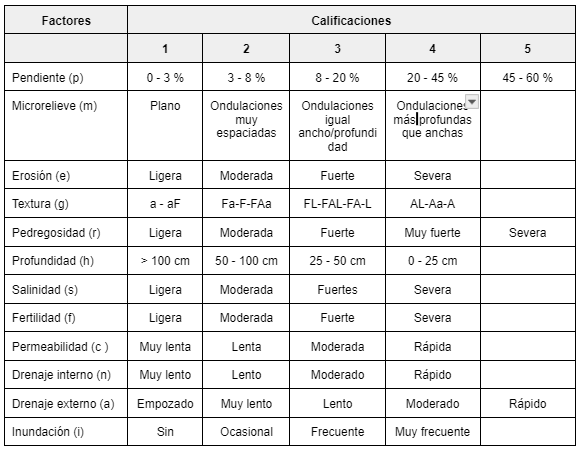 Factores Calificaciones
1 2 3 4 5
Pendiente (p) 0 - 3 % 3 - 8 % 8 - 20 % 20 - 45 % 45 - 60 %
Microrelieve (m) Plano Ondulaciones Ondulaciones Ondulaciones
muy igual más profundas
espaciadas ancho/profundi que anchas
dad
Erosión (e) Ligera Moderada Fuerte Severa
Textura (g) a - aF Fa-F-FAa FL-FAL-FA-L AL-Aa-A
Pedregosidad (r) Ligera Moderada Fuerte Muy fuerte Severa
Profundidad (h) > 100 cm 50 - 100 cm 25 - 50 cm 0 - 25 cm
Salinidad (s) Ligera Moderada Fuertes Severa
Fertilidad (f) Ligera Moderada Fuerte Severa
Permeabilidad (c ) Muy lenta Lenta Moderada Rápida
Drenaje interno (n) Muy lento Lento Moderado Rápido
Drenaje externo (a) Empozado Muy lento Lento Moderado Rápido
Inundación (i) Sin Ocasional Frecuente Muy frecuente